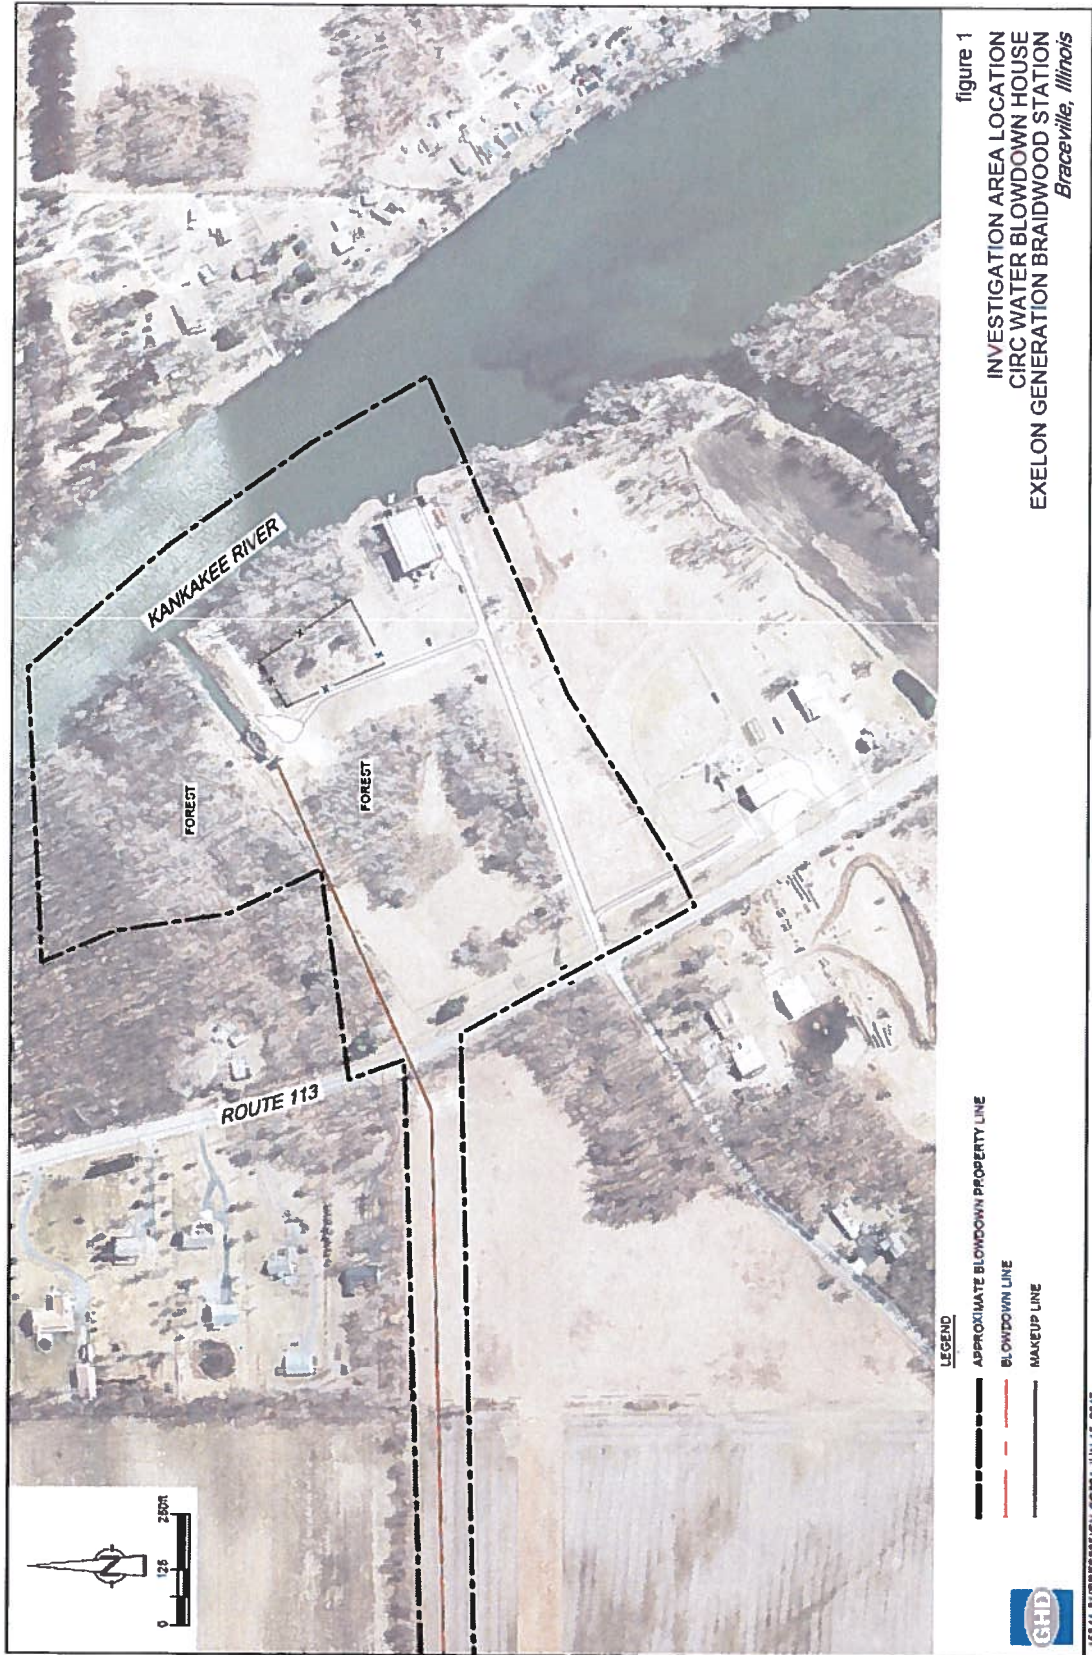 0 125 250ft
N
ROUTE 113
KANKAKEE RIVER
FOREST
FOREST
LEGEND
APPROXIMATE BLOWDOWN PROPERTY LINE
BLOWDOWN LINE
MAKEUP LINE
GHD
figure 1
INVESTIGATION AREA LOCATION
CIRC WATER BLOWDOWN HOUSE
EXELON GENERATION BRAIDWOOD STATION
Braceville, Illinois